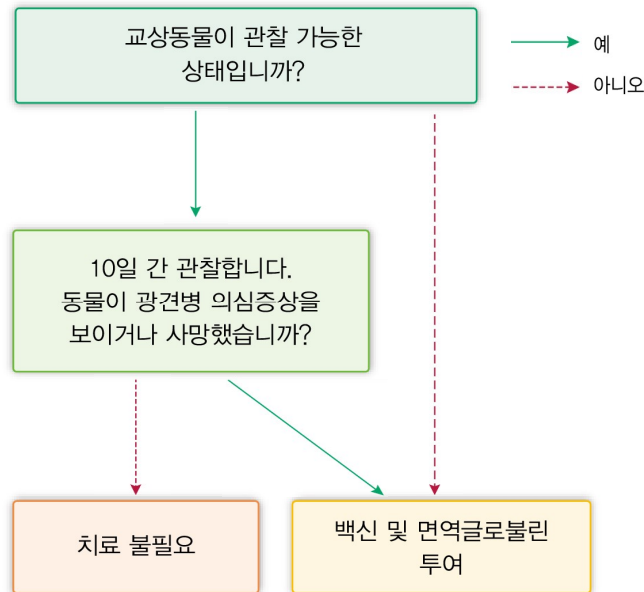 교상동물이 관찰 가능한
상태입니까?
예
아니오
10일 간 관찰합니다.
동물이 광견병 의심증상을
보이거나 사망했습니까?
치료 불필요
백신 및 면역글로불린
투여